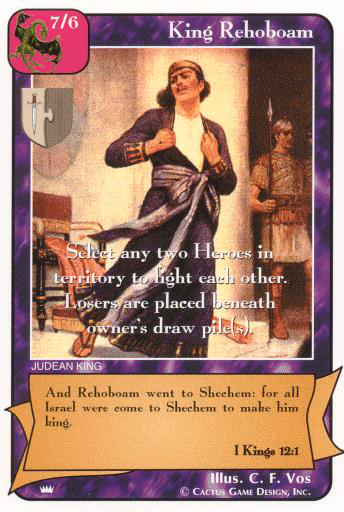 7/6
King Rehoboam
Select any two Heroes in
territory to fight each other.
Losers are placed beneath
owner's draw pile(s).
JUDEAN KING
And Rehoboam went to Shechem: for all
Israel were come to Shechem to make him
king.
I Kings 12:1
Illus. C. F. Vos
© CACTUS GAME DESIGN, INC.